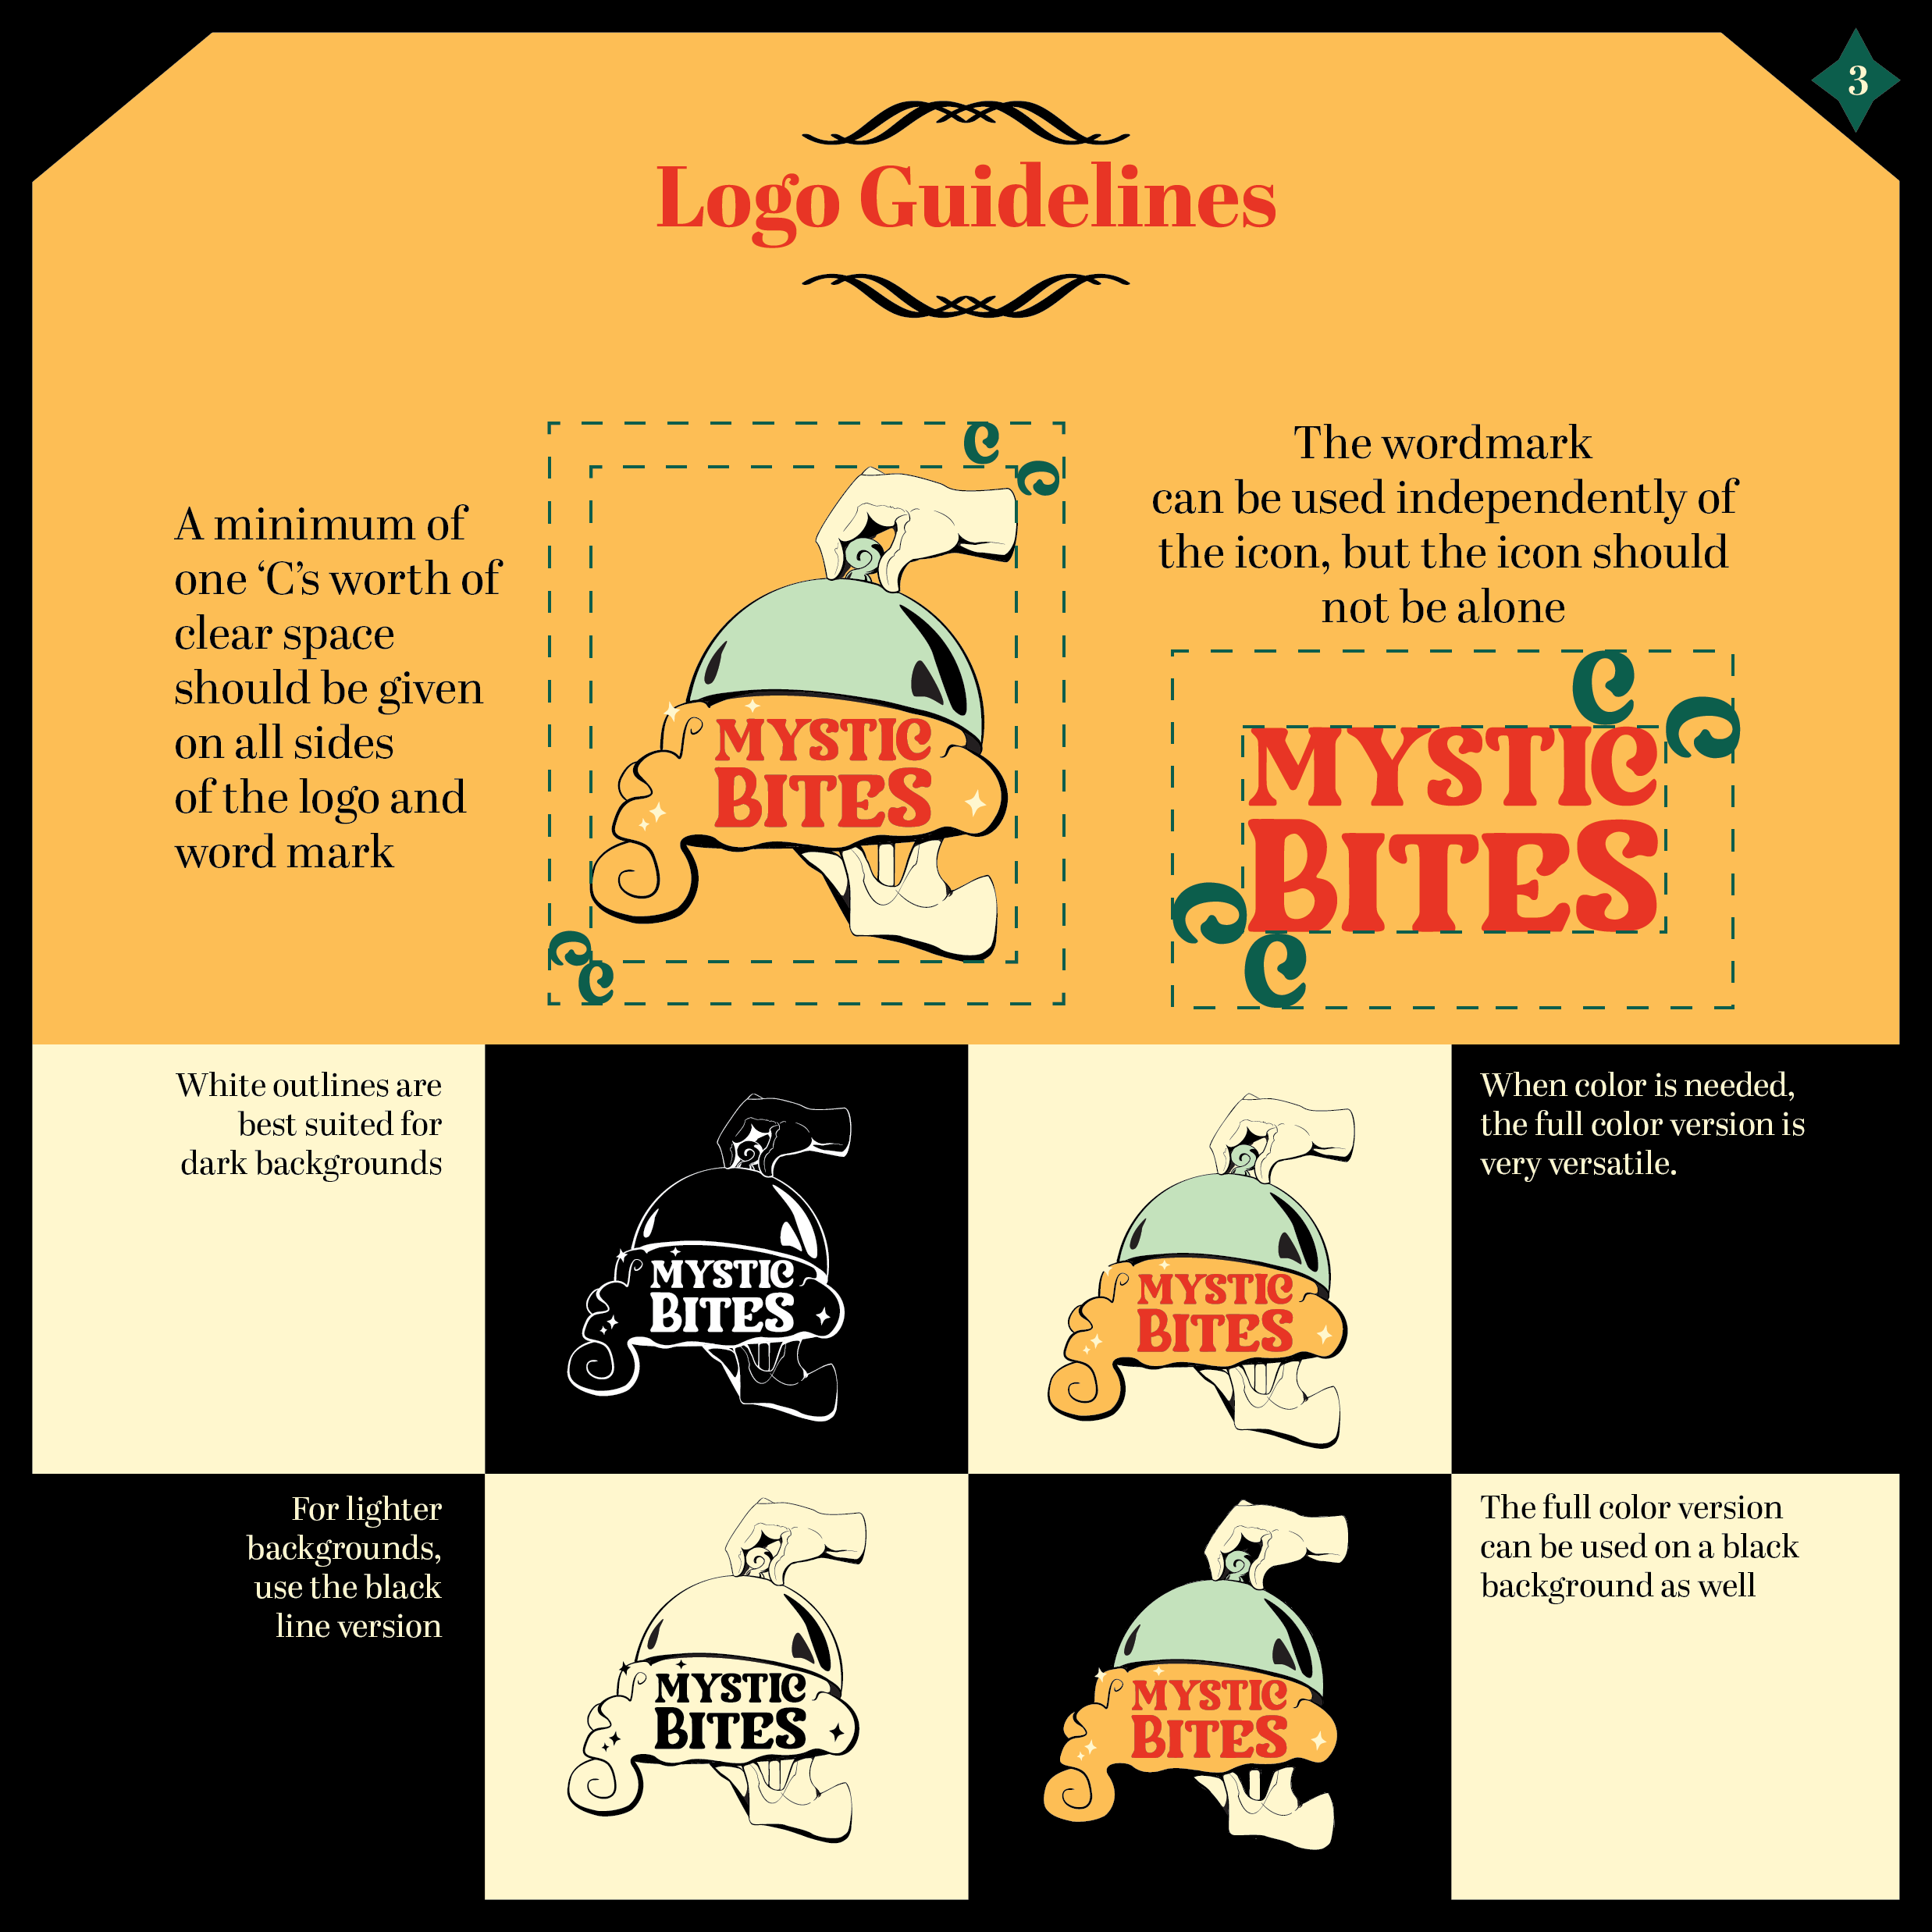 3
Logo Guidelines
A minimum of
one ‘C’s worth of
clear space
should be given
on all sides
of the logo and
word mark
C
C
MYSTIC
BITES
C
C
The wordmark
can be used independently of
the icon, but the icon should
not be alone
C
C
MYSTIC
BITES
C
C
White outlines are
best suited for
dark backgrounds
MYSTIC
BITES
MYSTIC
BITES
When color is needed,
the full color version is
very versatile.
For lighter
backgrounds,
use the black
line version
MYSTIC
BITES
MYSTIC
BITES
The full color version
can be used on a black
background as well